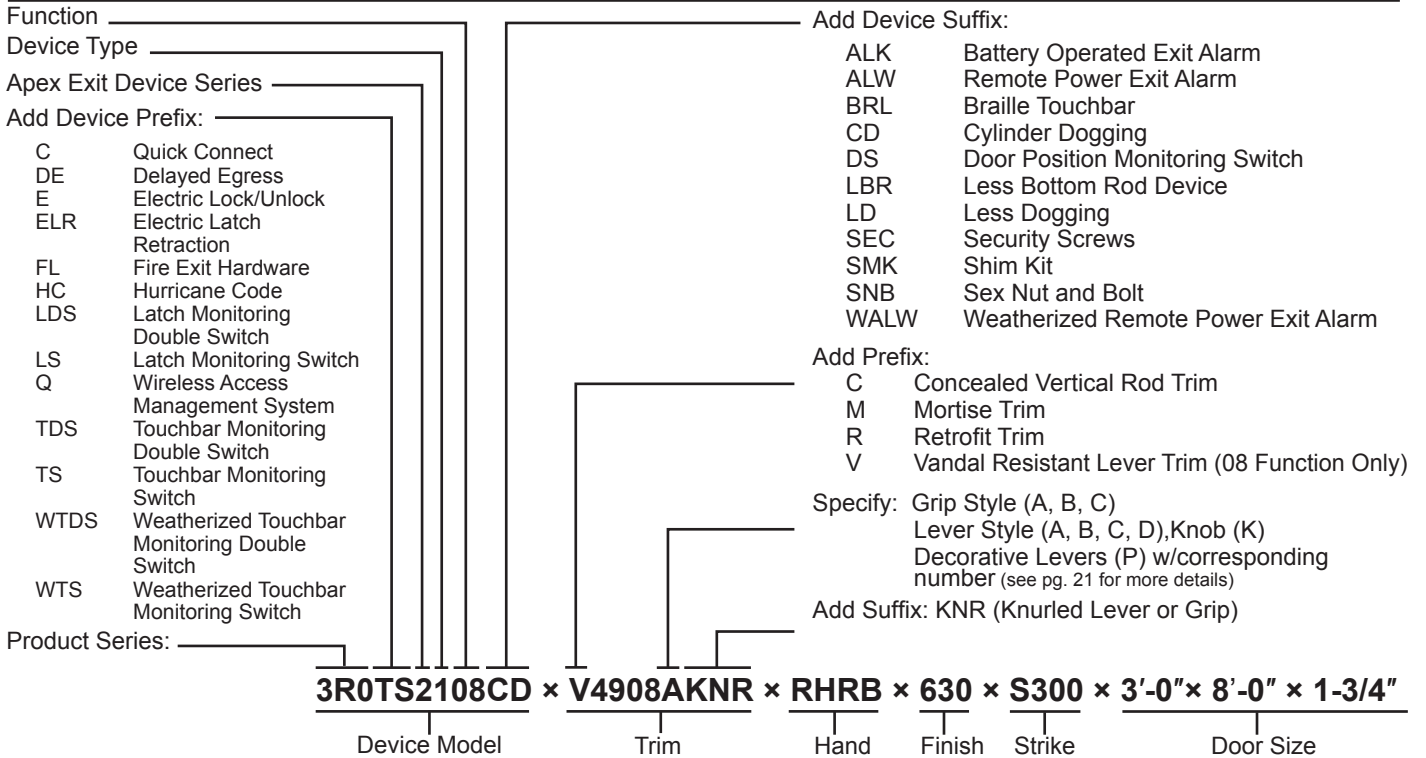 Function
Device Type
Apex Exit Device Series
Add Device Prefix:
C Quick Connect
DE Delayed Egress
E Electric Lock/Unlock
ELR Electric Latch
Retraction
FL Fire Exit Hardware
HC Hurricane Code
LDS Latch Monitoring
Double Switch
LS Latch Monitoring Switch
Q Wireless Access
Management System
TDS Touchbar Monitoring
Double Switch
TS Touchbar Monitoring
Switch
WTDS Weatherized Touchbar
Monitoring Double
Switch
WTS Weatherized Touchbar
Monitoring Switch
Product Series:
Add Device Suffix:
ALK Battery Operated Exit Alarm
ALW Remote Power Exit Alarm
BRL Braille Touchbar
CD Cylinder Dogging
DS Door Position Monitoring Switch
LBR Less Bottom Rod Device
LD Less Dogging
SEC Security Screws
SMK Shim Kit
SNB Sex Nut and Bolt
WALW Weatherized Remote Power Exit Alarm
Add Prefix:
C Concealed Vertical Rod Trim
M Mortise Trim
R Retrofit Trim
V Vandal Resistant Lever Trim (08 Function Only)
Specify: Grip Style (A, B, C)
Lever Style (A, B, C, D),Knob (K)
Decorative Levers (P) w/corresponding
number (see pg. 21 for more details)
Add Suffix: KNR (Knurled Lever or Grip)
3R0TS2108CD × V4908AKNR × RHRB × 630 × S300 × 3′-0″× 8’-0″ × 1-3/4″
Device Model Trim Hand Finish Strike Door Size